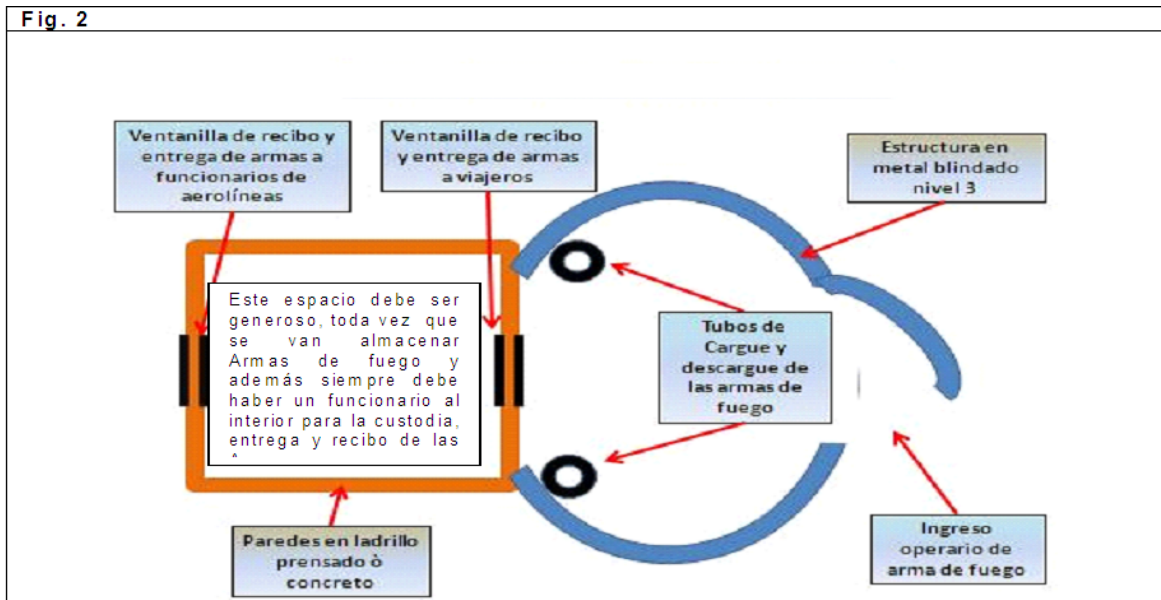 Fig. 2
Ventanilla de recibo y
entrega de armas a
funcionarios de
aerolíneas
Ventanilla de recibo
y entrega de armas
a viajeros
Estructura en
metal blindado
nivel 3
Este espacio debe ser
generoso, toda vez que
se van almacenar
Armas de fuego y
además siempre debe
haber un funcionario al
interior para la custodia,
entrega y recibo de las
Tubos de
Cargue y
descargue de
las armas de
fuego
Paredes en ladrillo
prensado ò
concreto
Ingreso
operario de
arma de fuego